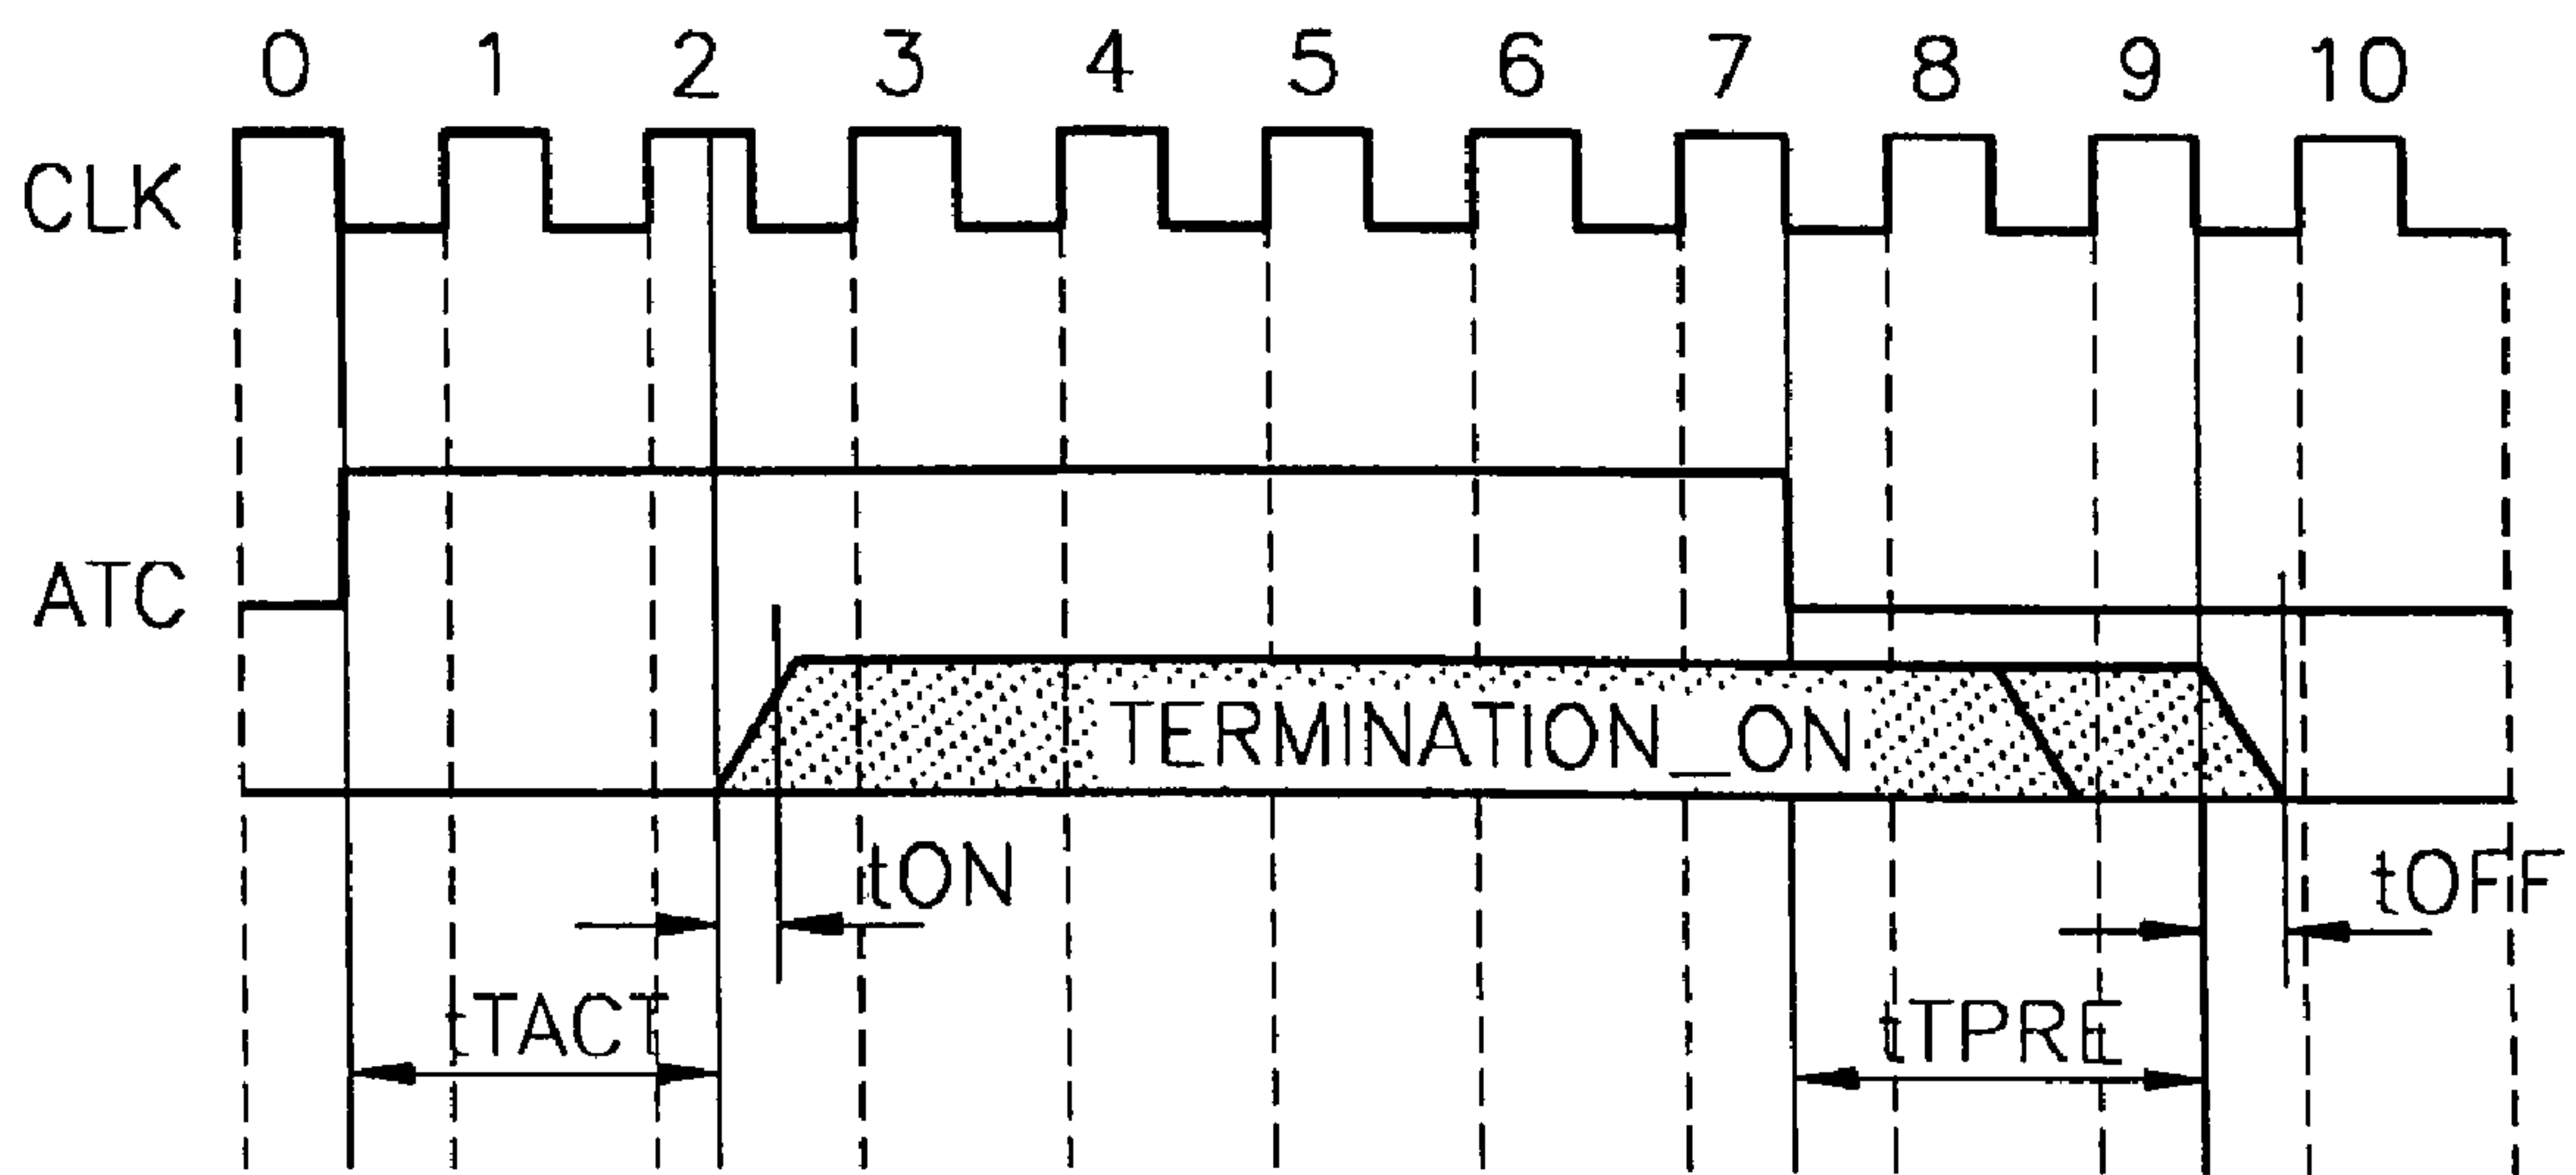 0 1 2 3 4 5 6 7 8 9 10
CLK
ATC
TERMINATION_ON
tON
tOFF
tTACT
tTPRE